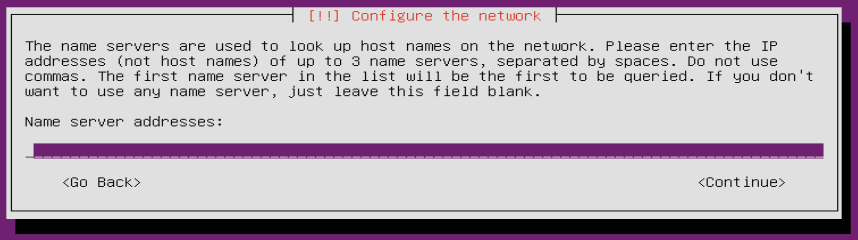 [!!] Configure the network
The name servers are used to look up host names on the network. Please enter the IP
addresses (not host names) of up to 3 name servers, separated by spaces. Do not use
commas. The first name server in the list will be the first to be queried. If you don't
want to use any name server, just leave this field blank.
Name server addresses:
<Go Back> <Continue>